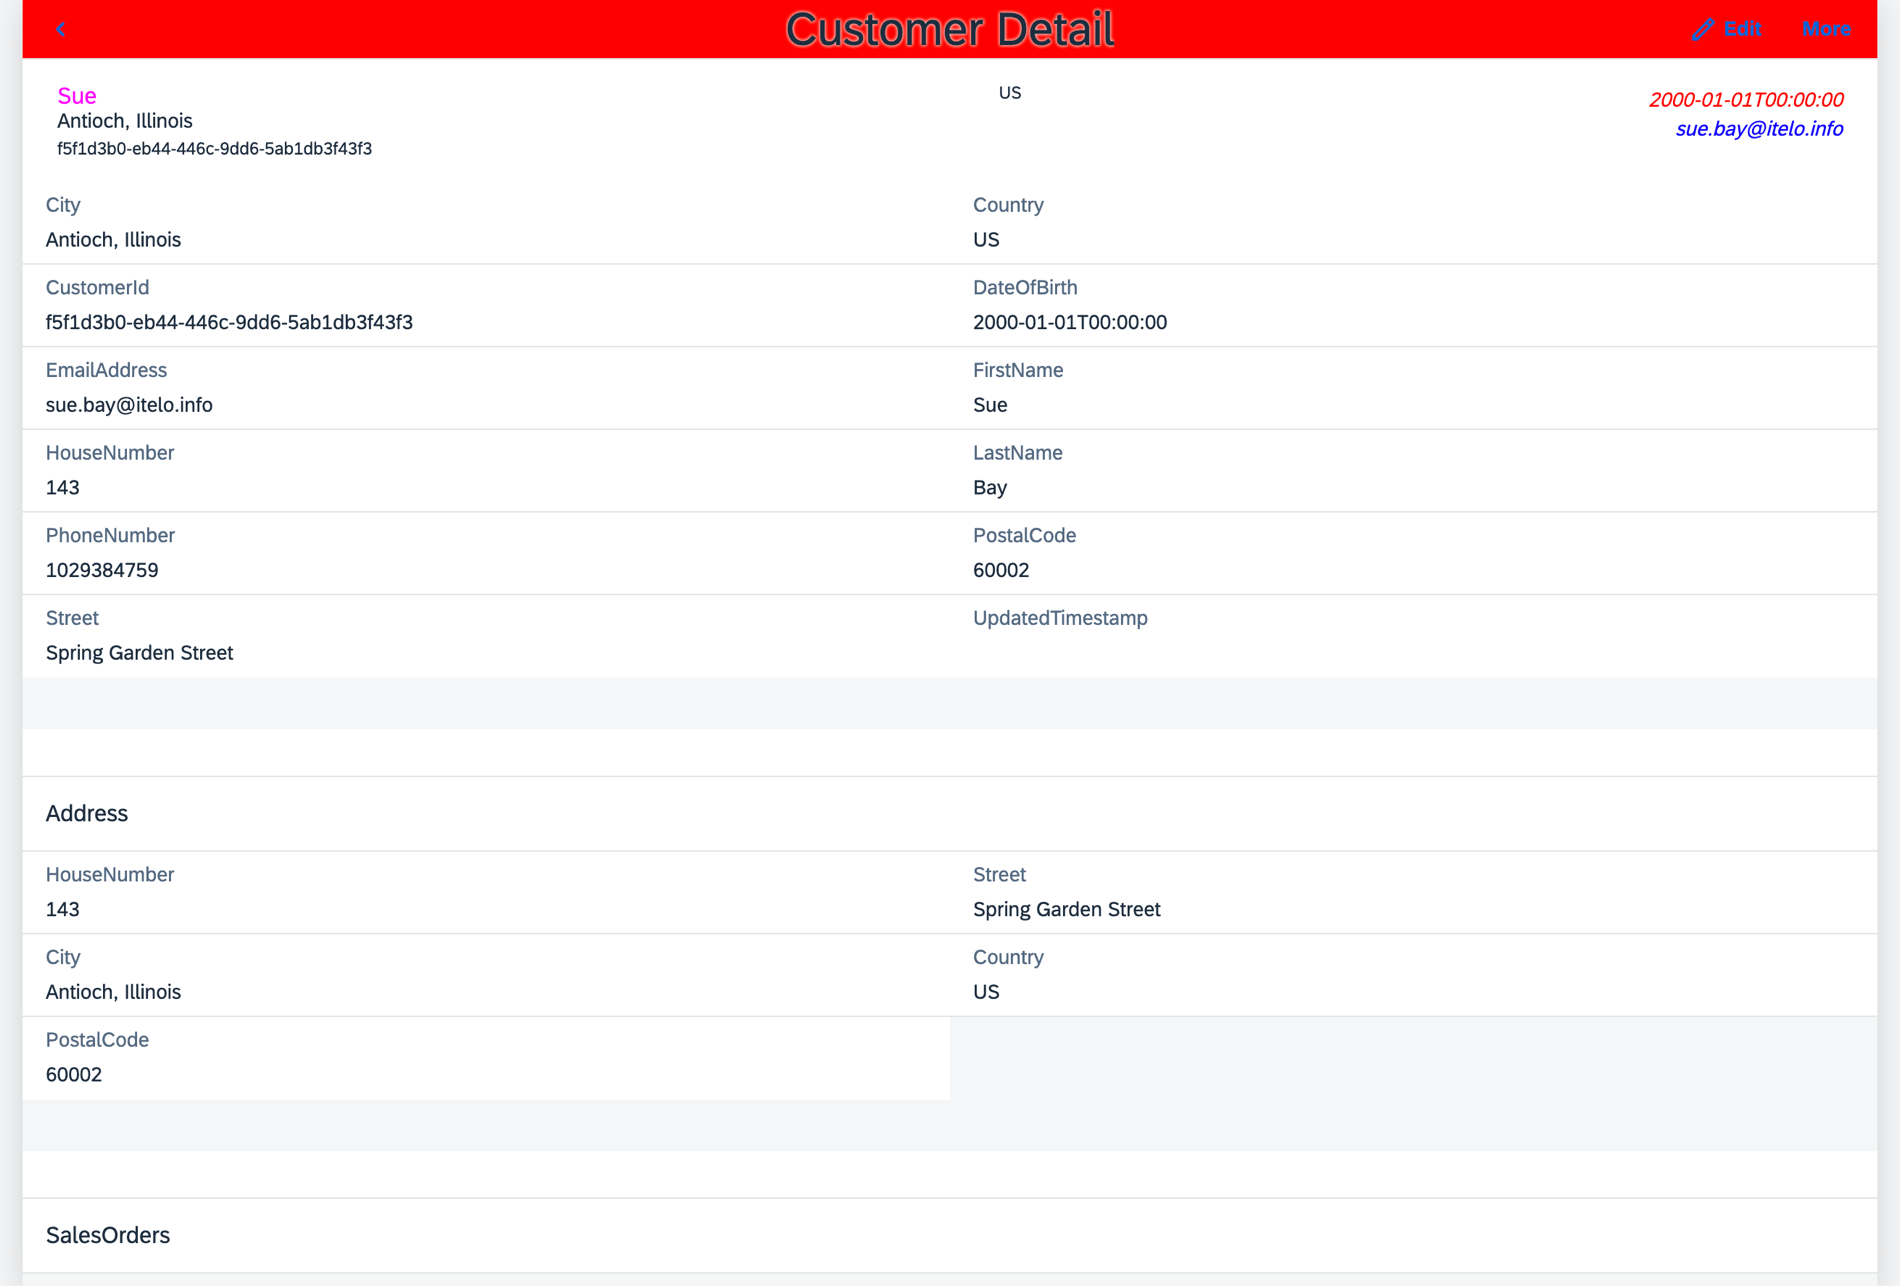 Customer Detail
Edit
More
Sue
US
2000-01-01T00:00:00
Antioch, Illinois
sue.bay@itelo.info
f5f1d3b0-eb44-446c-9dd6-5ab1db3f43f3
City
Country
Antioch, Illinois
US
CustomerId
DateOfBirth
f5f1d3b0-eb44-446c-9dd6-5ab1db3f43f3
2000-01-01T00:00:00
EmailAddress
FirstName
sue.bay@itelo.info
Sue
HouseNumber
LastName
143
Bay
PhoneNumber
PostalCode
1029384759
60002
Street
UpdatedTimestamp
Spring Garden Street
Address
HouseNumber
Street
143
Spring Garden Street
City
Country
Antioch, Illinois
US
PostalCode
60002
SalesOrders